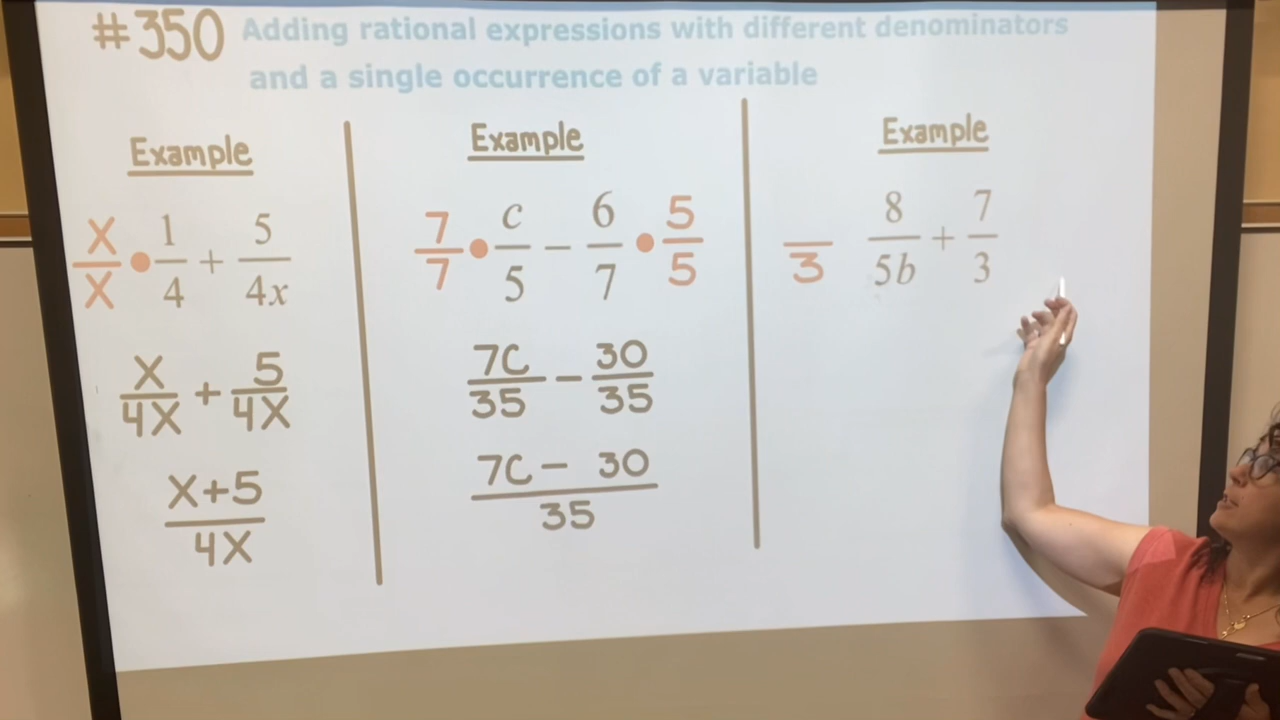 #350 Adding rational expressions with different denominators
and a single occurrence of a variable
Example
X/X • 1/4 + 5/4x
X/4X + 5/4X
X+5/4X
Example
7/7 • c/5 − 6/7 • 5/5
7C/35 − 30/35
7C − 30/35
Example
/3 8/5b + 7/3